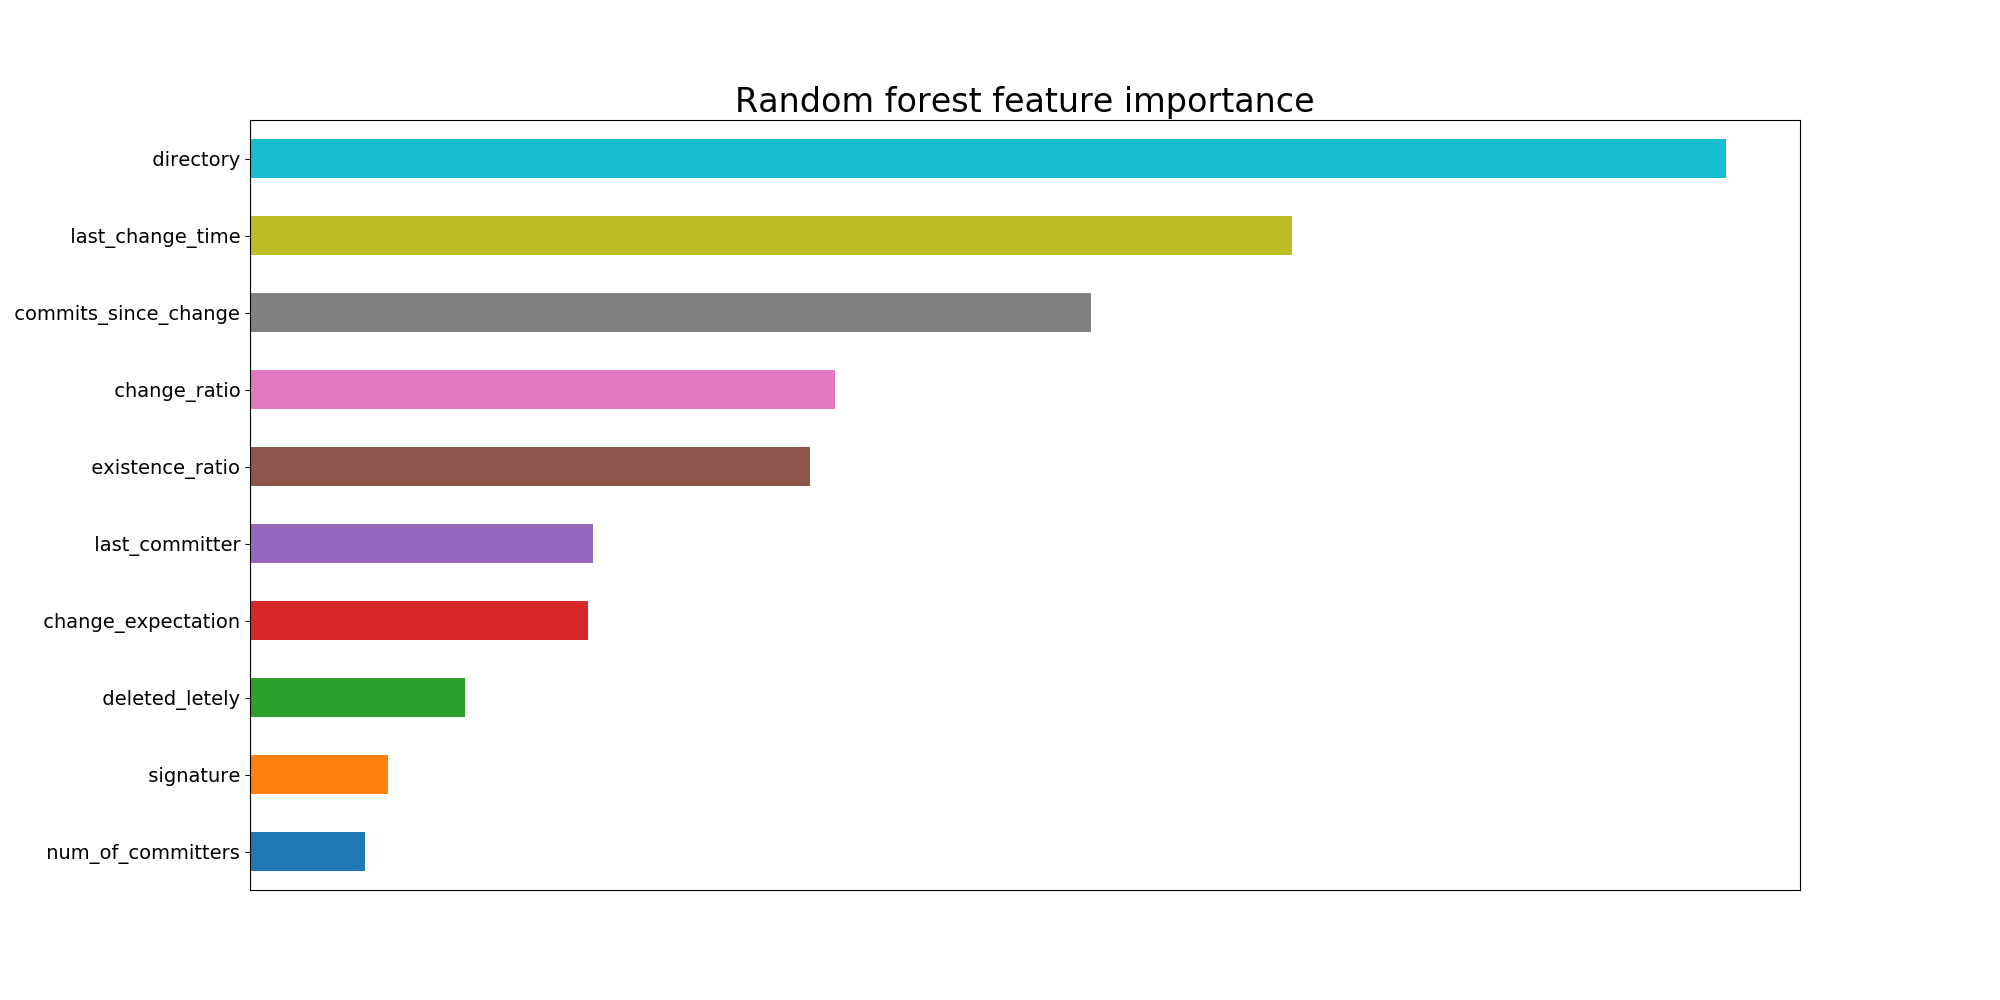 Random forest feature importance
directory
last_change_time
commits_since_change
change_ratio
existence_ratio
last_committer
change_expectation
deleted_letely
signature
num_of_committers